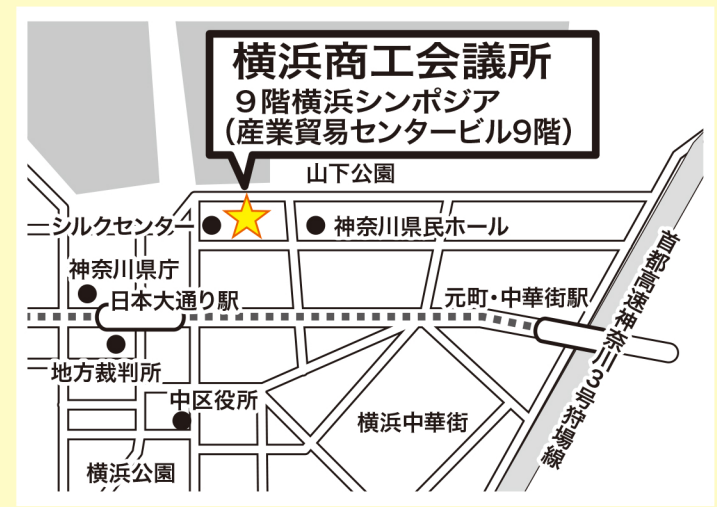 横浜商工会議所
９階横浜シンポジア
（産業貿易センタービル9階）
山下公園
シルクセンター
神奈川県民ホール
神奈川県庁
日本大通り駅
元町・中華街駅
首都高速神奈川3号狩場線
地方裁判所
中区役所
横浜中華街
横浜公園